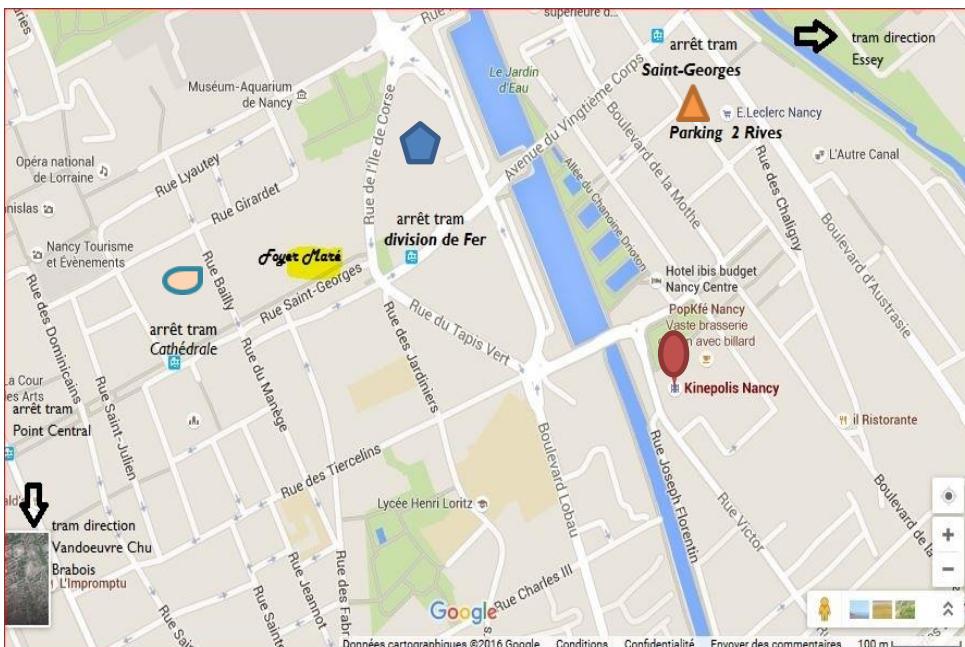 Rue
supérieure d...
arrêt tram
Saint-Georges
tram direction
Essey
Le Jardin
d'Eau
Muséum-Aquarium
de Nancy
Rue de l'Île de Corse
Avenue du Vingtième Corps
Boulevard de la Mothe
E.Leclerc Nancy
Parking 2 Rives
Opéra national
de Lorraine
Rue Lyautey
L'Autre Canal
Rue Girardet
Allée du Chanoine Drioton
Rue des Chaligny
Boulevard d'Austrasie
anislas
arrêt tram
division de Fer
Nancy Tourisme
et Évènements
Rue Bailly
Foyer Maré
Rue Saint-Georges
Hotel ibis budget
Nancy Centre
Rue des Dominicains
PopKfé Nancy
Vaste brasserie
n avec billard
Rue du Tapis Vert
arrêt tram
Cathédrale
Rue des Jardiniers
Rue du Manège
Kinepolis Nancy
La Cour
es Arts
arrêt tram
Point Central
Rue Saint-Julien
il Ristorante
Rue des Tiercelins
Boulevard Lobau
Rue Joseph Florentin
Lycée Henri Loritz
Rue Victor
Boulevard de la
tram direction
Vandoeuvre Chu
Brabois
L'Impromptu
Rue Jeannot
Rue des Fabr
Rue Charles III
Google
Rue Sai
Rue Sainte
Données cartographiques ©2016 Google Conditions Confidentialité Envoyer des commentaires 100 m